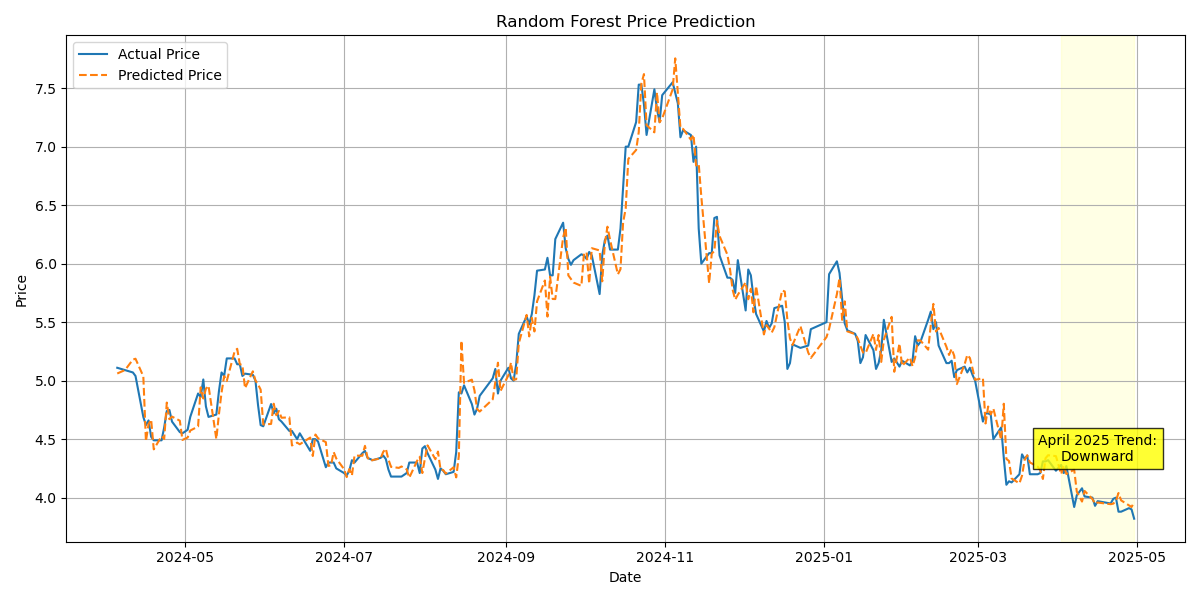 Random Forest Price Prediction
Actual Price
Predicted Price
Price
7.5
7.0
6.5
6.0
5.5
5.0
4.5
4.0
April 2025 Trend:
Downward
2024-05
2024-07
2024-09
2024-11
2025-01
2025-03
2025-05
Date